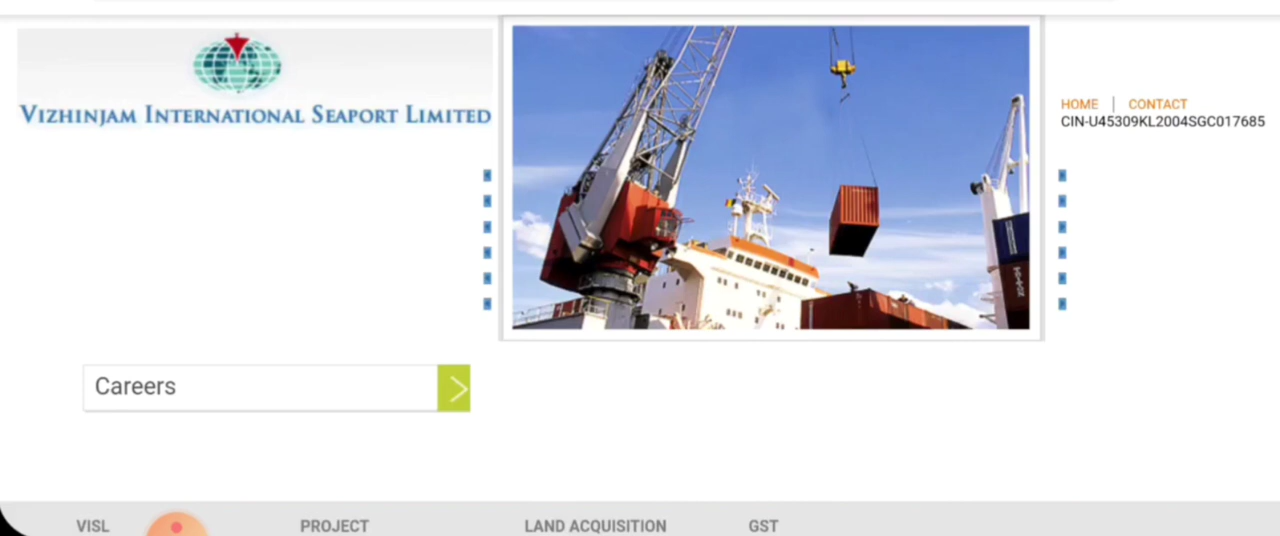 VIZHINJAM INTERNATIONAL SEAPORT LIMITED
HOME | CONTACT
CIN-U45309KL2004SGC017685
Careers
VISL
PROJECT
LAND ACQUISITION
GST